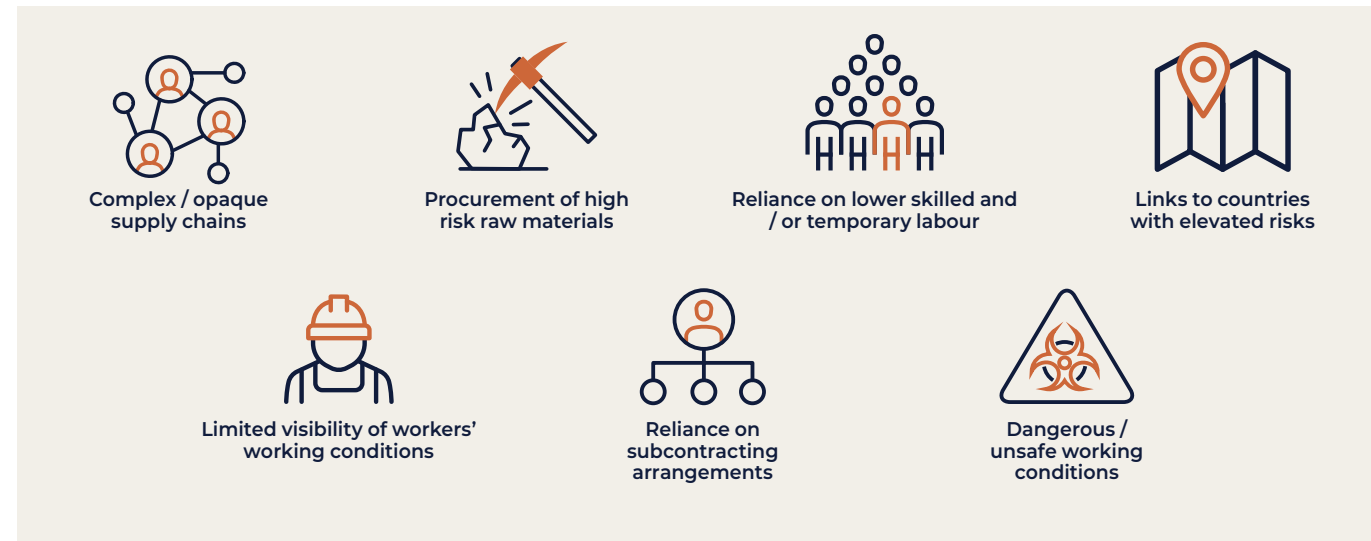 Complex / opaque
supply chains
Procurement of high
risk raw materials
Reliance on lower skilled and
/ or temporary labour
Links to countries
with elevated risks
Limited visibility of workers’
working conditions
Reliance on
subcontracting
arrangements
Dangerous /
unsafe working
conditions